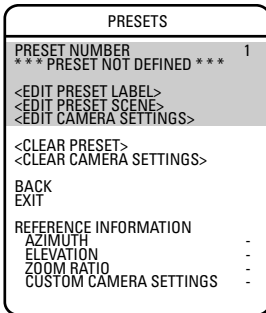 PRESETS
PRESET NUMBER 1
* * * PRESET NOT DEFINED * * *
<EDIT PRESET LABEL>
<EDIT PRESET SCENE>
<EDIT CAMERA SETTINGS>
<CLEAR PRESET>
<CLEAR CAMERA SETTINGS>
BACK
EXIT
REFERENCE INFORMATION
AZIMUTH -
ELEVATION -
ZOOM RATIO -
CUSTOM CAMERA SETTINGS -